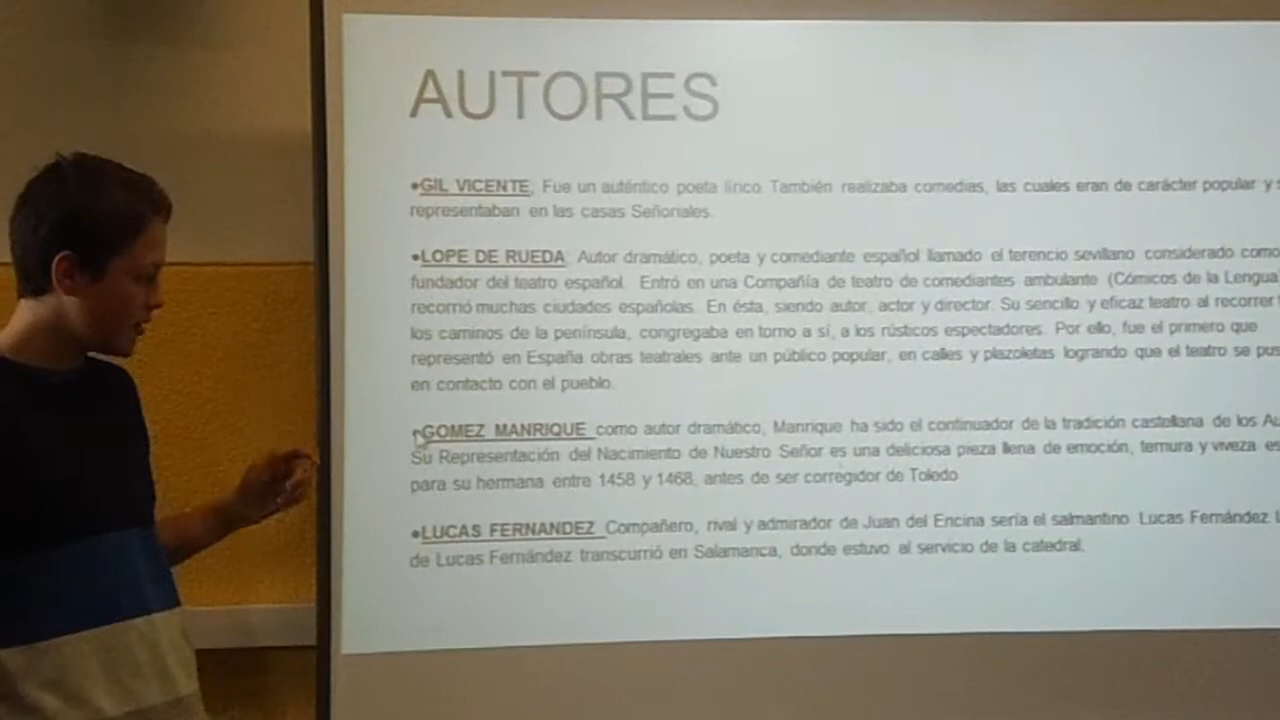 AUTORES
•GIL VICENTE; Fue un auténtico poeta lírico. También realizaba comedias, las cuales eran de carácter popular y
representaban en las casas Señoriales.
•LOPE DE RUEDA: Autor dramático, poeta y comediante español llamado el terencio sevillano considerado como
fundador del teatro español. Entró en una Compañía de teatro de comediantes ambulante (Cómicos de la Lengua
recorrió muchas ciudades españolas. En ésta, siendo autor, actor y director. Su sencillo y eficaz teatro al recorrer
los caminos de la península, congregaba en torno a sí, a los rústicos espectadores. Por ello, fue el primero que
representó en España obras teatrales ante un público popular, en calles y plazoletas logrando que el teatro se pus
en contacto con el pueblo.
GOMEZ MANRIQUE como autor dramático, Manrique ha sido el continuador de la tradición castellana de los Au
Su Representación del Nacimiento de Nuestro Señor es una deliciosa pieza llena de emoción, ternura y viveza es
para su hermana entre 1458 y 1468, antes de ser corregidor de Toledo
•LUCAS FERNANDEZ Compañero, rival y admirador de Juan del Encina sería el salmantino Lucas Fernández
de Lucas Fernández transcurrió en Salamanca, donde estuvo al servicio de la catedral.